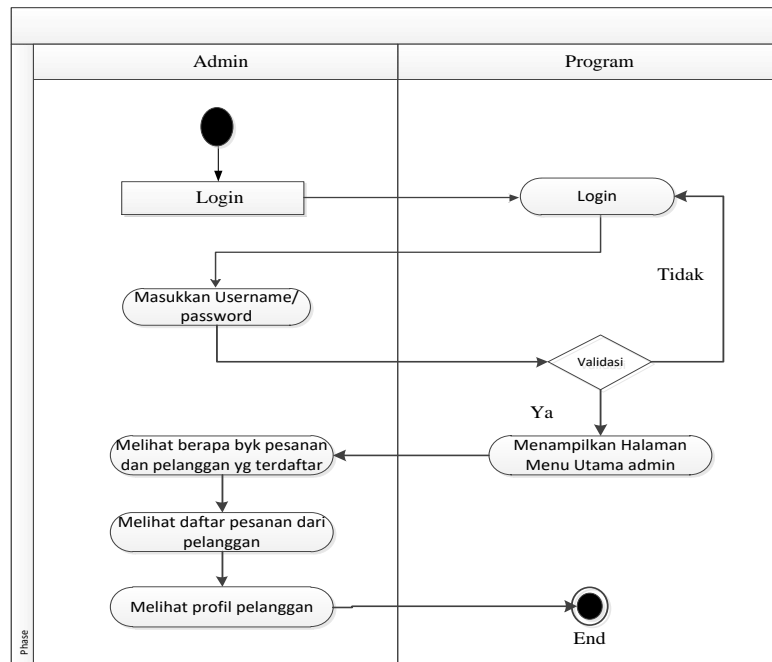 Admin
Program
Login
Login
Tidak
Masukkan Username/
password
Validasi
Ya
Melihat berapa byk pesanan
dan pelanggan yg terdaftar
Menampilkan Halaman
Menu Utama admin
Melihat daftar pesanan dari
pelanggan
Melihat profil pelanggan
End
Phase